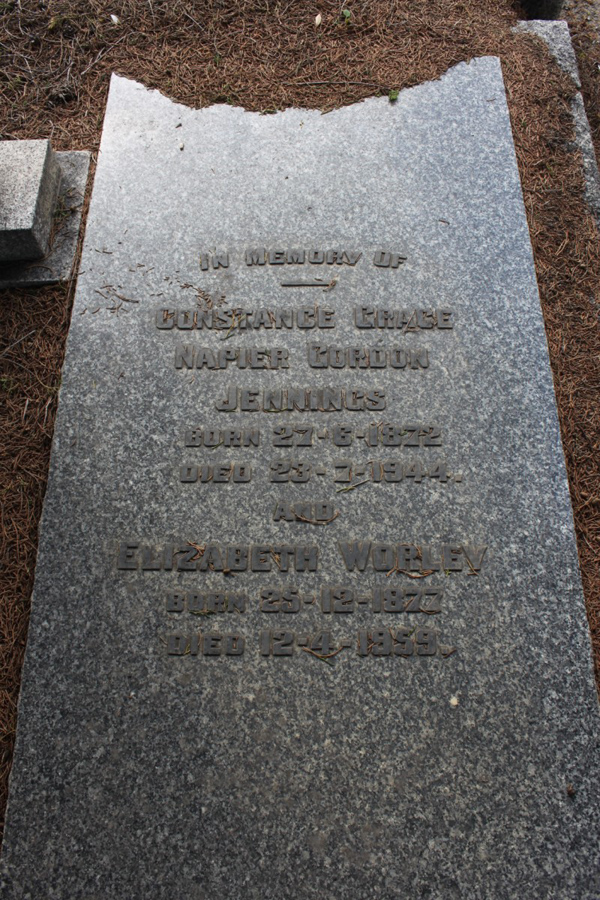 IN MEMORY OF
CONSTANCE GRACE
NAPIER GORDON
JENNINGS
BORN 27-6-1872
DIED 23-7-1944.
AND
ELIZABETH WORLEY
BORN 25-12-1877
DIED 12-4-1959.